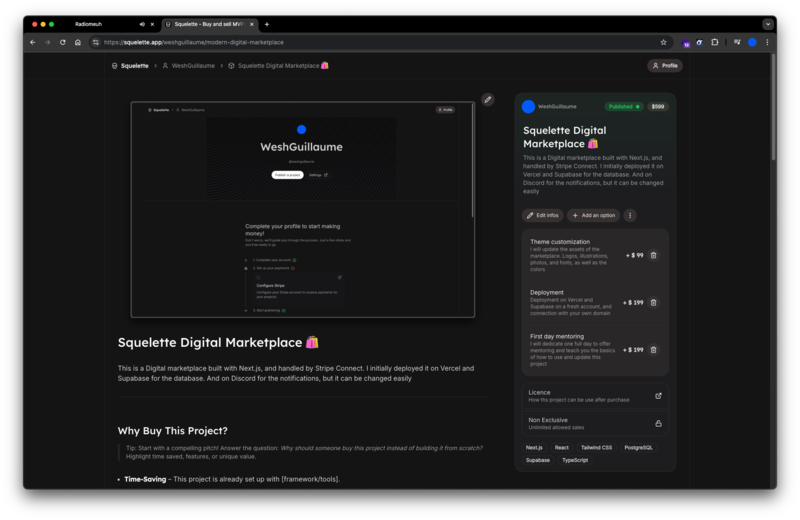 Radiomeuh
Squelette - Buy and sell MVP
https://squelette.app/weshguillaume/modern-digital-marketplace
Squelette > WeshGuillaume > Squelette Digital Marketplace 🛍️
Profile
Squelette > WeshGuillaume
Profile
WeshGuillaume
@weshguillaume
Publish a project
Settings
Complete your profile to start making
money!
1. Complete your account
2. Set up your payments
Configure Stripe
Configure your Stripe account to receive payments for
your projects
3. Start publishing
Squelette Digital Marketplace 🛍️
This is a Digital marketplace built with Next.js, and handled by Stripe Connect. I initially deployed it on Vercel and
Supabase for the database. And on Discord for the notifications, but it can be changed easily
Why Buy This Project?
Tip: Start with a compelling pitch! Answer the question: Why should someone buy this project instead of building it from scratch?
Highlight time saved, features, or unique value.
• Time-Saving – This project is already set up with [framework/tools].
WeshGuillaume
Published
$599
Squelette Digital
Marketplace 🛍️
This is a Digital marketplace built with Next.js, and
handled by Stripe Connect. I initially deployed it on
Vercel and Supabase for the database. And on
Discord for the notifications, but it can be changed
easily
Edit infos
+ Add an option
Theme customization
I will update the assets of the
marketplace. Logos, illustrations,
photos, and fonts, as well as the
colors
+ $ 99
Deployment
Deployment on Vercel and
Supabase on a fresh account, and
connection with your own domain
+ $ 199
First day mentoring
I will dedicate one full day to offer
mentoring and teach you the basics
of how to use and update this
project
+ $ 199
Licence
How ths project can be use after purchase
Non Exclusive
Unlimited allowed sales
Next.js
React
Tailwind CSS
PostgreSQL
Supabase
TypeScript